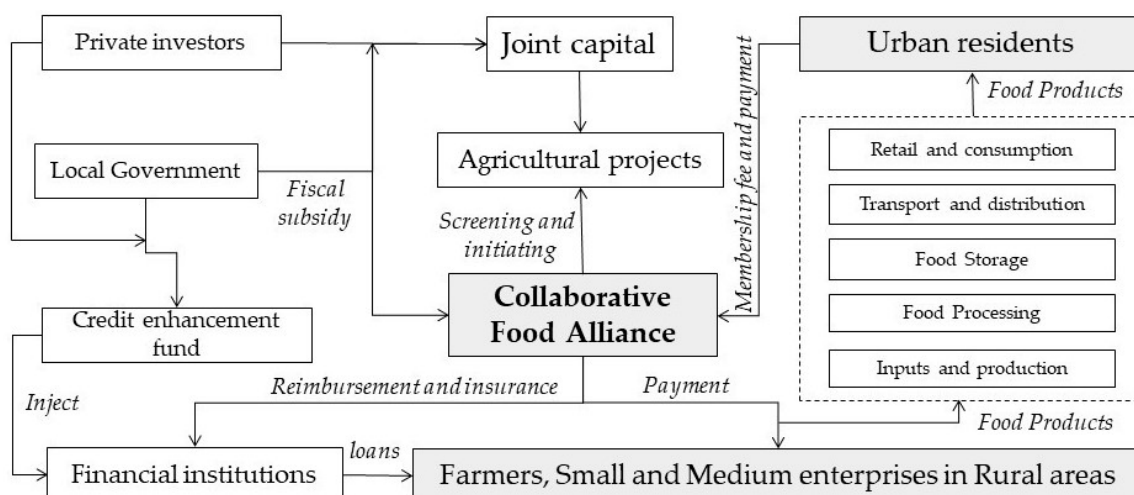 Private investors
Joint capital
Urban residents
Food Products
Membership fee and payment
Retail and consumption
Local Government
Agricultural projects
Fiscal
subsidy
Transport and distribution
Screening and
initiating
Food Storage
Collaborative
Food Alliance
Food Processing
Credit enhancement
fund
Inputs and production
Reimbursement and insurance
Payment
Inject
Food Products
loans
Financial institutions
Farmers, Small and Medium enterprises in Rural areas